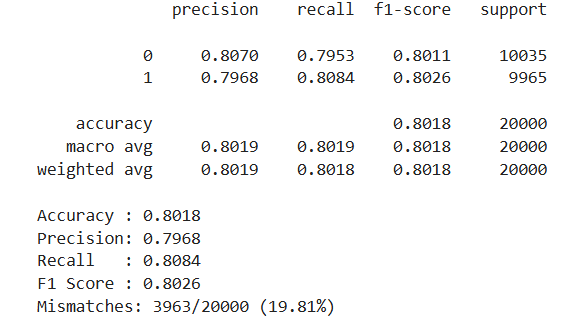 precision recall f1-score support
0 0.8070 0.7953 0.8011 10035
1 0.7968 0.8084 0.8026 9965
accuracy 0.8018 20000
macro avg 0.8019 0.8019 0.8018 20000
weighted avg 0.8019 0.8018 0.8018 20000
Accuracy : 0.8018
Precision: 0.7968
Recall : 0.8084
F1 Score : 0.8026
Mismatches: 3963/20000 (19.81%)